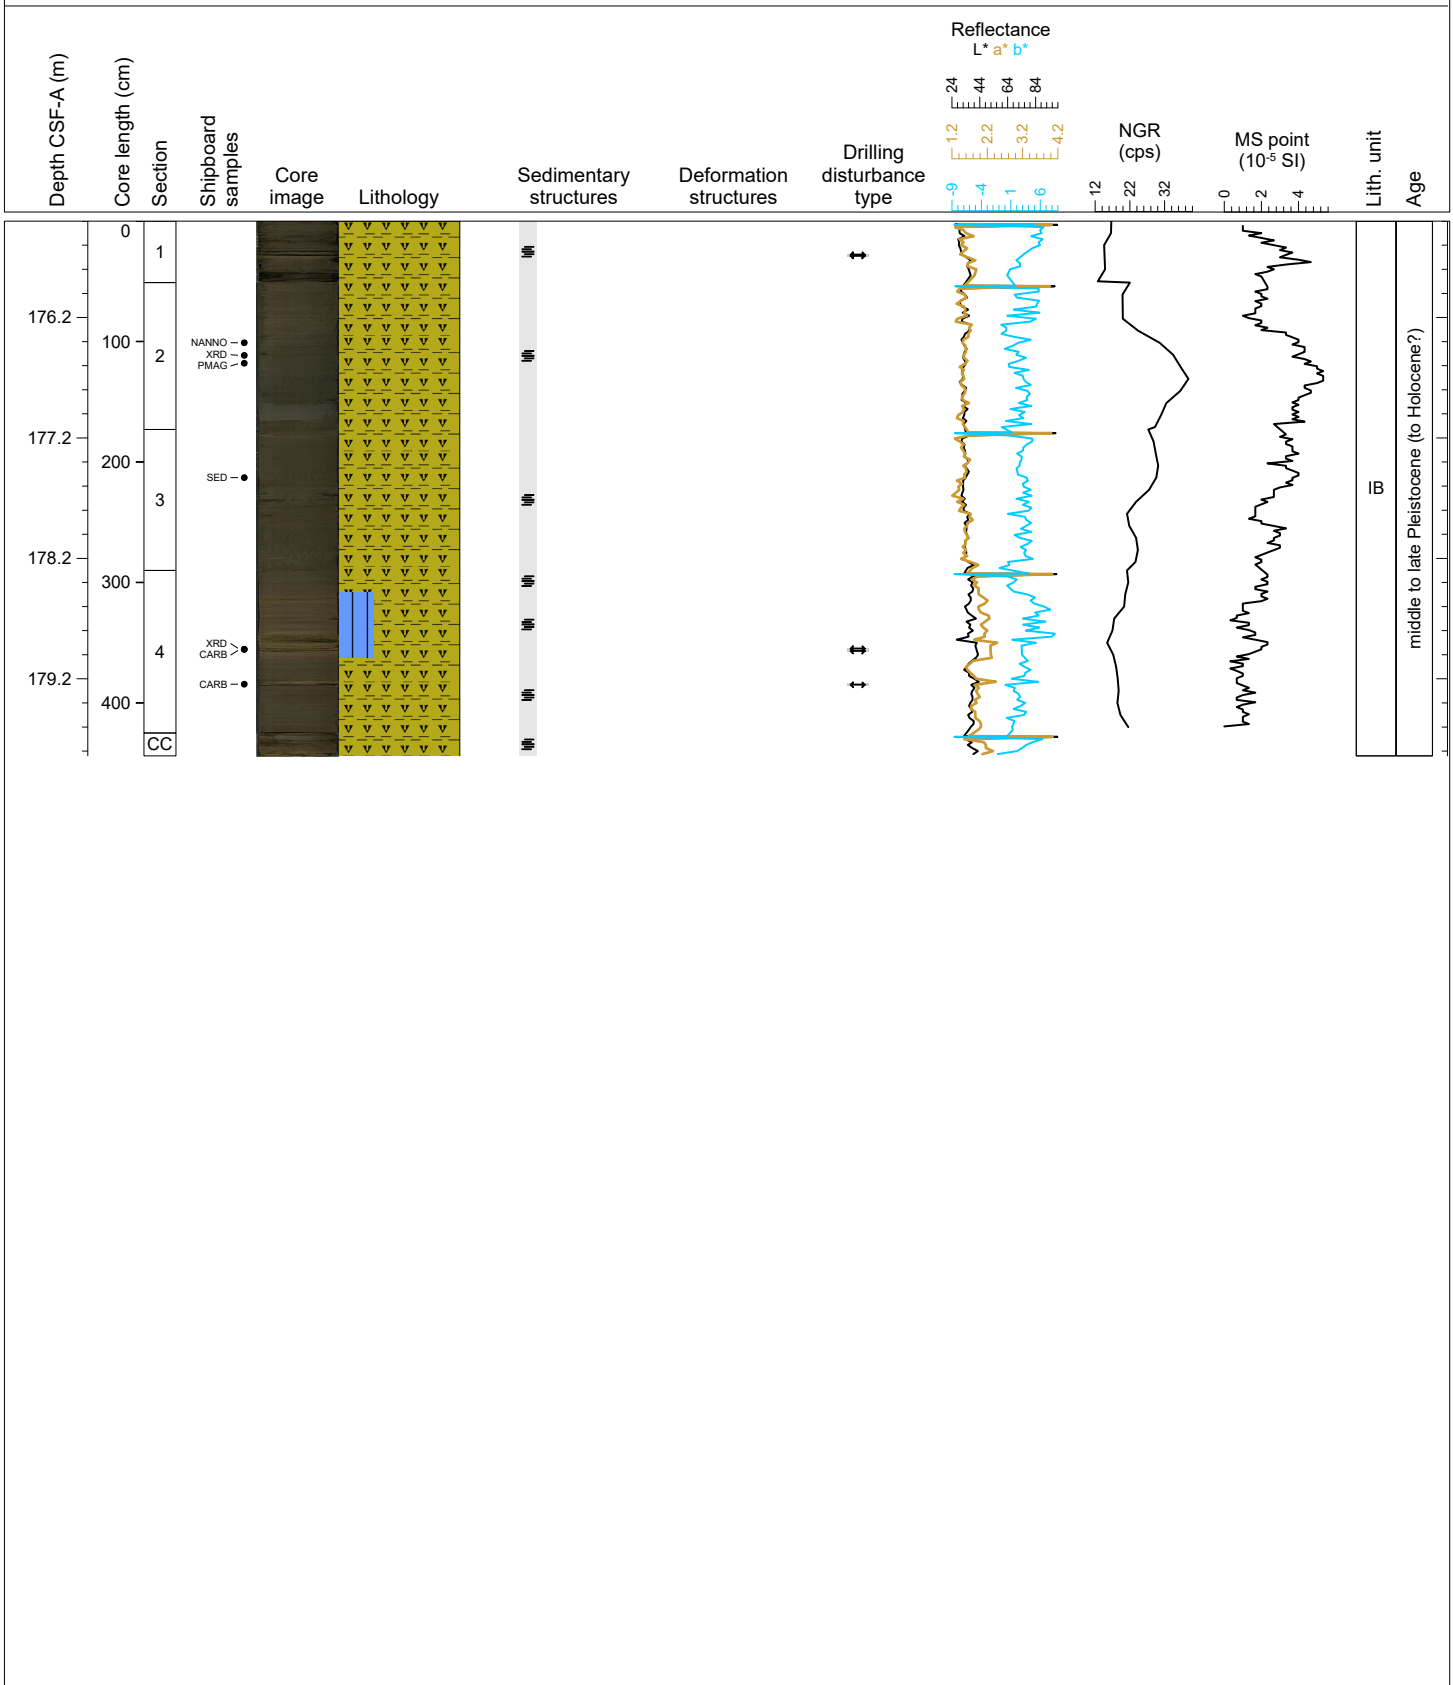 Depth CSF-A (m)
Core length (cm)
Section
Shipboard
samples
Core
image
Lithology
Sedimentary
structures
Deformation
structures
Drilling
disturbance
type
Reflectance
L* a* b*
24 44 64 84
1.2 2.2 3.2 4.2
-9 -4 1 6
NGR
(cps)
12 22 32
MS point
(10-5 SI)
0 2 4
Lith. unit
Age
0
1
176.2
100
2
NANNO
XRD
PMAG
177.2
200
3
SED
178.2
300
4
XRD
CARB
179.2
CARB
400
CC
IB
middle to late Pleistocene (to Holocene?)